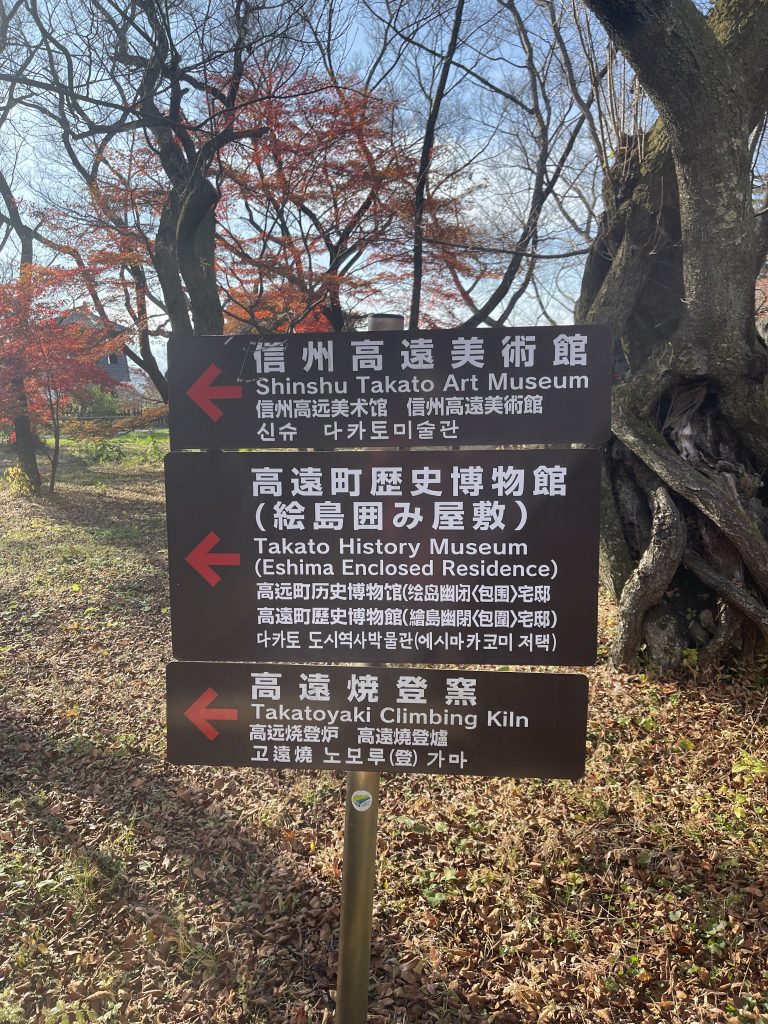 信州高遠美術館
Shinshu Takato Art Museum
信州高远美术馆 信州高遠美術館
신슈 다카토미술관
高遠町歴史博物館
(絵島囲み屋敷)
Takato History Museum
(Eshima Enclosed Residence)
高远町历史博物馆(绘岛幽闭〈包围〉宅邸
高遠町歷史博物館(繪島幽閉〈包圍〉宅邸)
다카토 도시역사박물관(에시마카코미 저택)
高遠焼登窯
Takatoyaki Climbing Kiln
高远烧登炉 高遠燒登爐
고遠燒 노모루(登) 가마